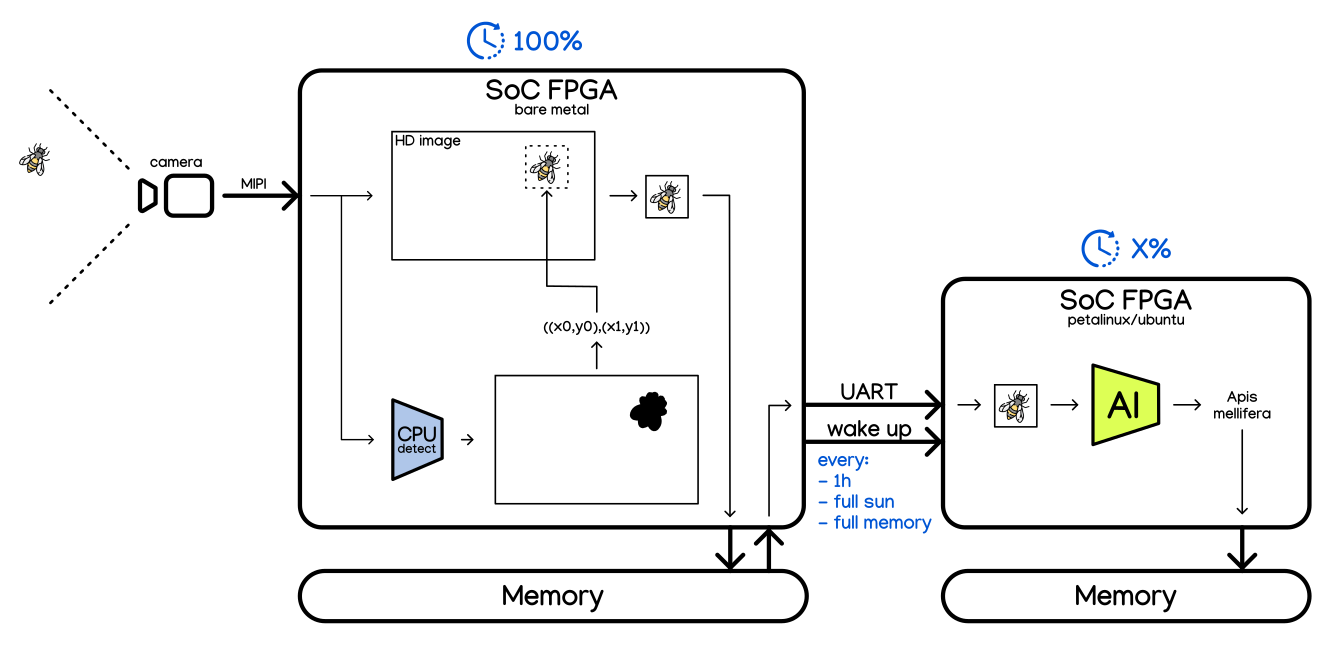 100%
SoC FPGA
bare metal
HD image
camera
MIPI
((x0,y0),(x1,y1))
CPU
detect
UART
wake up
every:
- 1h
- full sun
- full memory
Memory
X%
SoC FPGA
petalinux/ubuntu
AI
Apis
mellifera
Memory